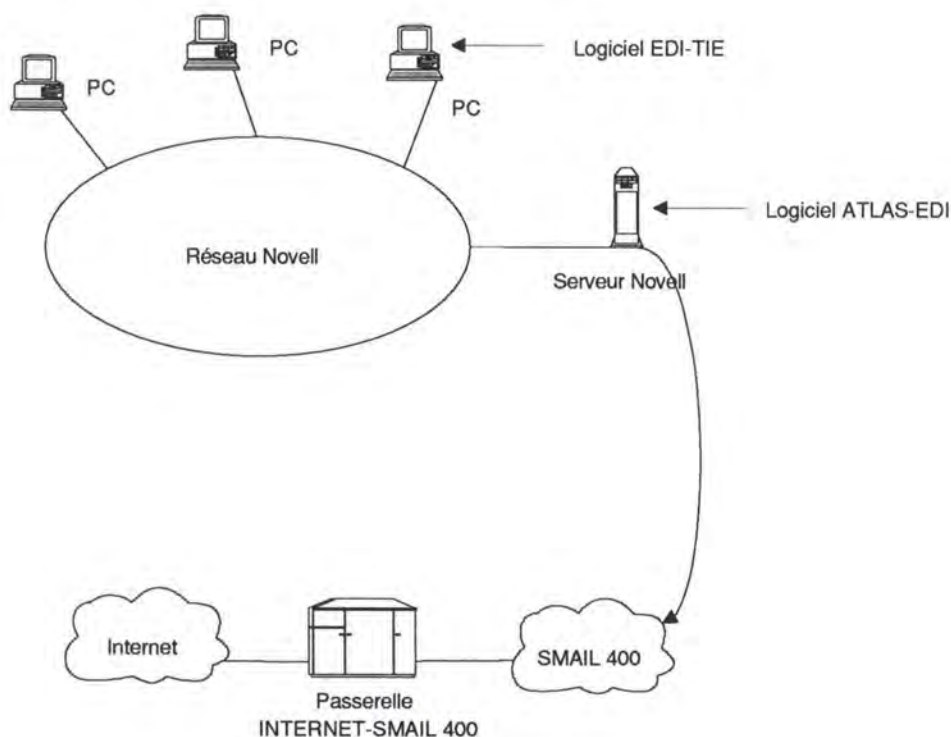 PC
PC
Logiciel EDI-TIE
PC
Logiciel ATLAS-EDI
Réseau Novell
Serveur Novell
Internet
SMAIL 400
Passerelle
INTERNET-SMAIL 400